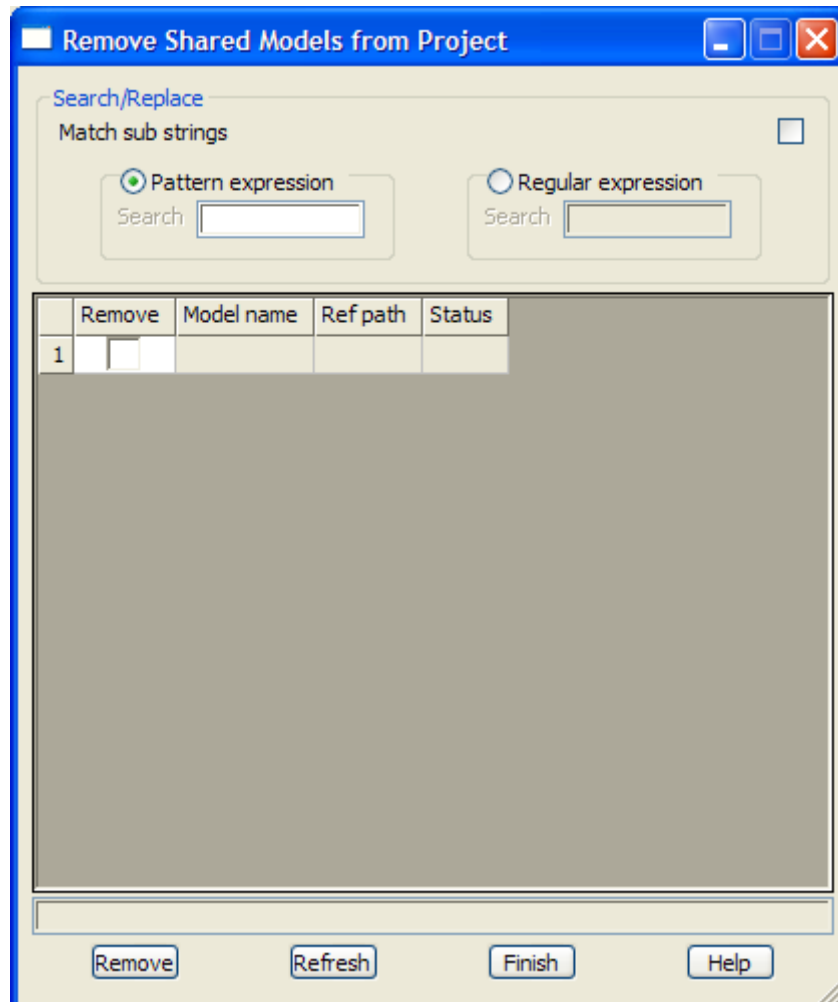 Remove Shared Models from Project
Search/Replace
Match sub strings
Pattern expression Regular expression
Search Search
Remove Model name Ref path Status
1
Remove Refresh Finish Help